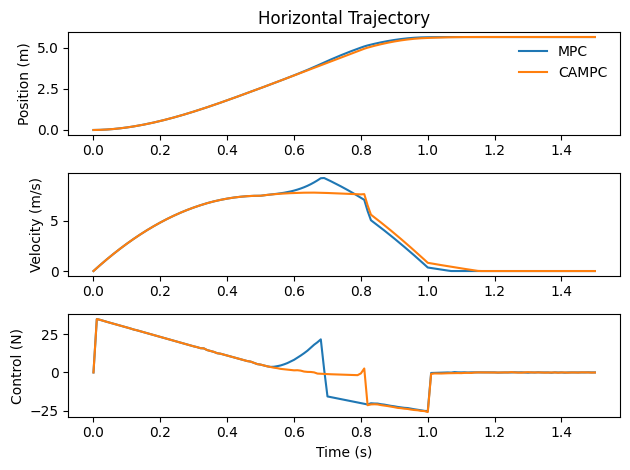 Horizontal Trajectory
Position (m)
5.0
2.5
0.0
MPC
CAMPC
0.0 0.2 0.4 0.6 0.8 1.0 1.2 1.4
Velocity (m/s)
5
0
0.0 0.2 0.4 0.6 0.8 1.0 1.2 1.4
Control (N)
25
0
−25
0.0 0.2 0.4 0.6 0.8 1.0 1.2 1.4
Time (s)